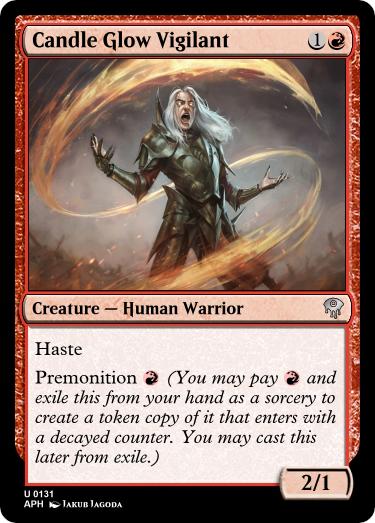 Candle Glow Vigilant 1
Creature — Human Warrior
Haste
Premonition (You may pay and
exile this from your hand as a sorcery to
create a token copy of it that enters with
a decayed counter. You may cast this
later from exile.)
2/1
U 0131
APH Jakub Jagoda